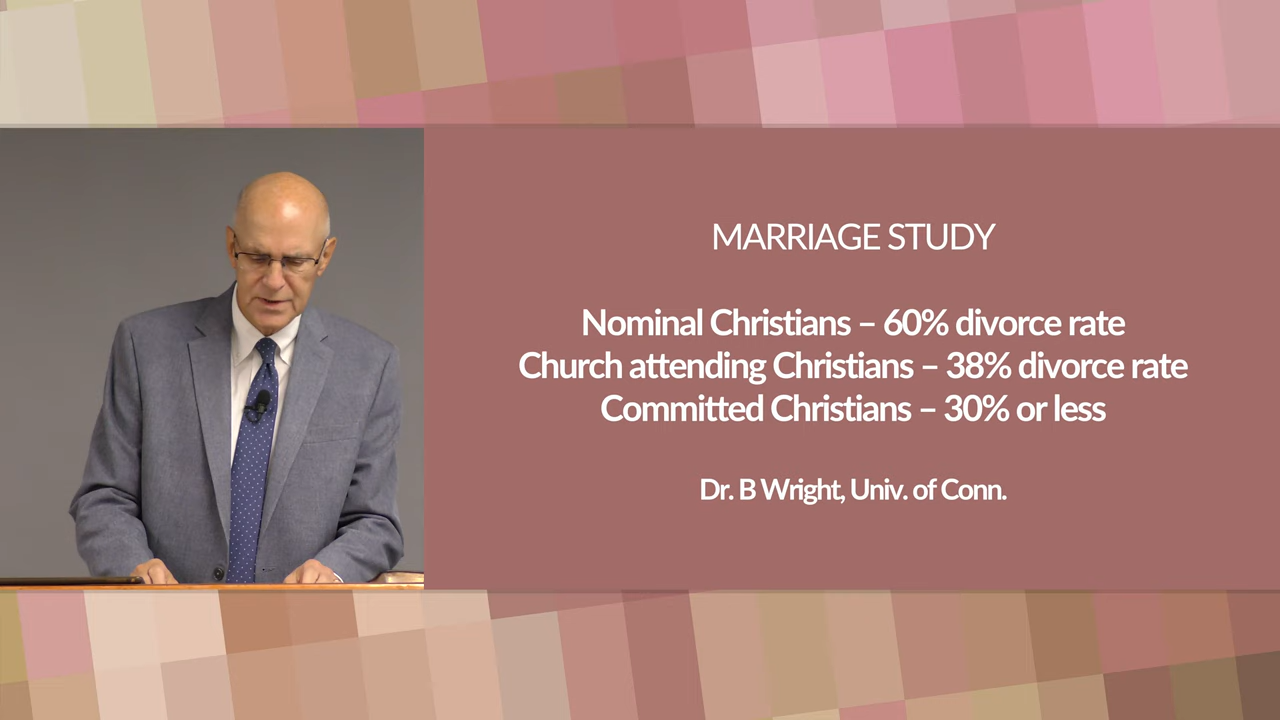 MARRIAGE STUDY
Nominal Christians – 60% divorce rate
Church attending Christians – 38% divorce rate
Committed Christians – 30% or less
Dr. B Wright, Univ. of Conn.